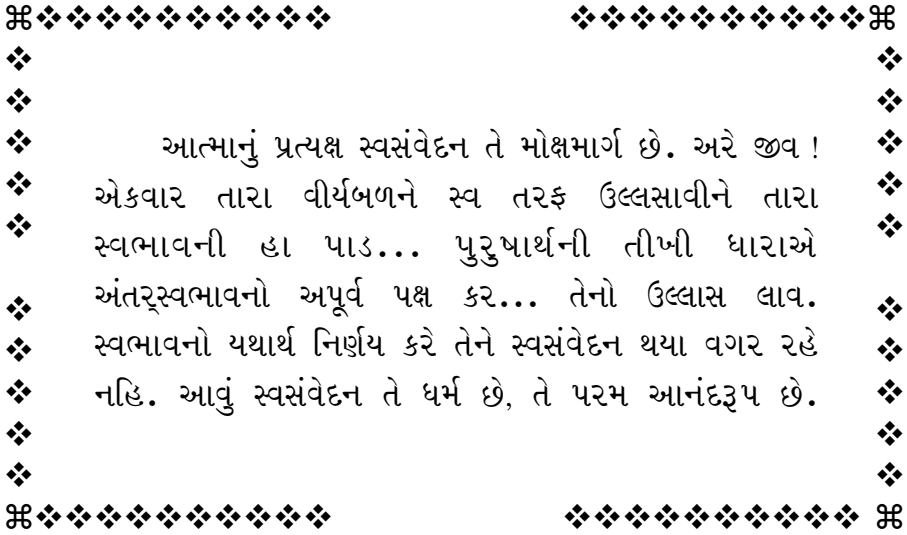 આત્માનું પ્રત્યક્ષ સ્વસંવેદન તે મોક્ષમાર્ગ છે. અરે જીવ !
એકવાર તારા વીર્યબળને સ્વ તરફ ઉલ્લસાવીને તારા
સ્વભાવની હા પાડ... પુરુષાર્થની તીખી ધારાએ
અંતર્‌સ્વભાવનો અપૂર્વ પક્ષ કર... તેનો ઉલ્લાસ લાવ.
સ્વભાવનો યથાર્થ નિર્ણય કરે તેને સ્વસંવેદન થયા વગર રહે
નહિ. આવું સ્વસંવેદન તે ધર્મ છે, તે પરમ આનંદરૂપ છે.